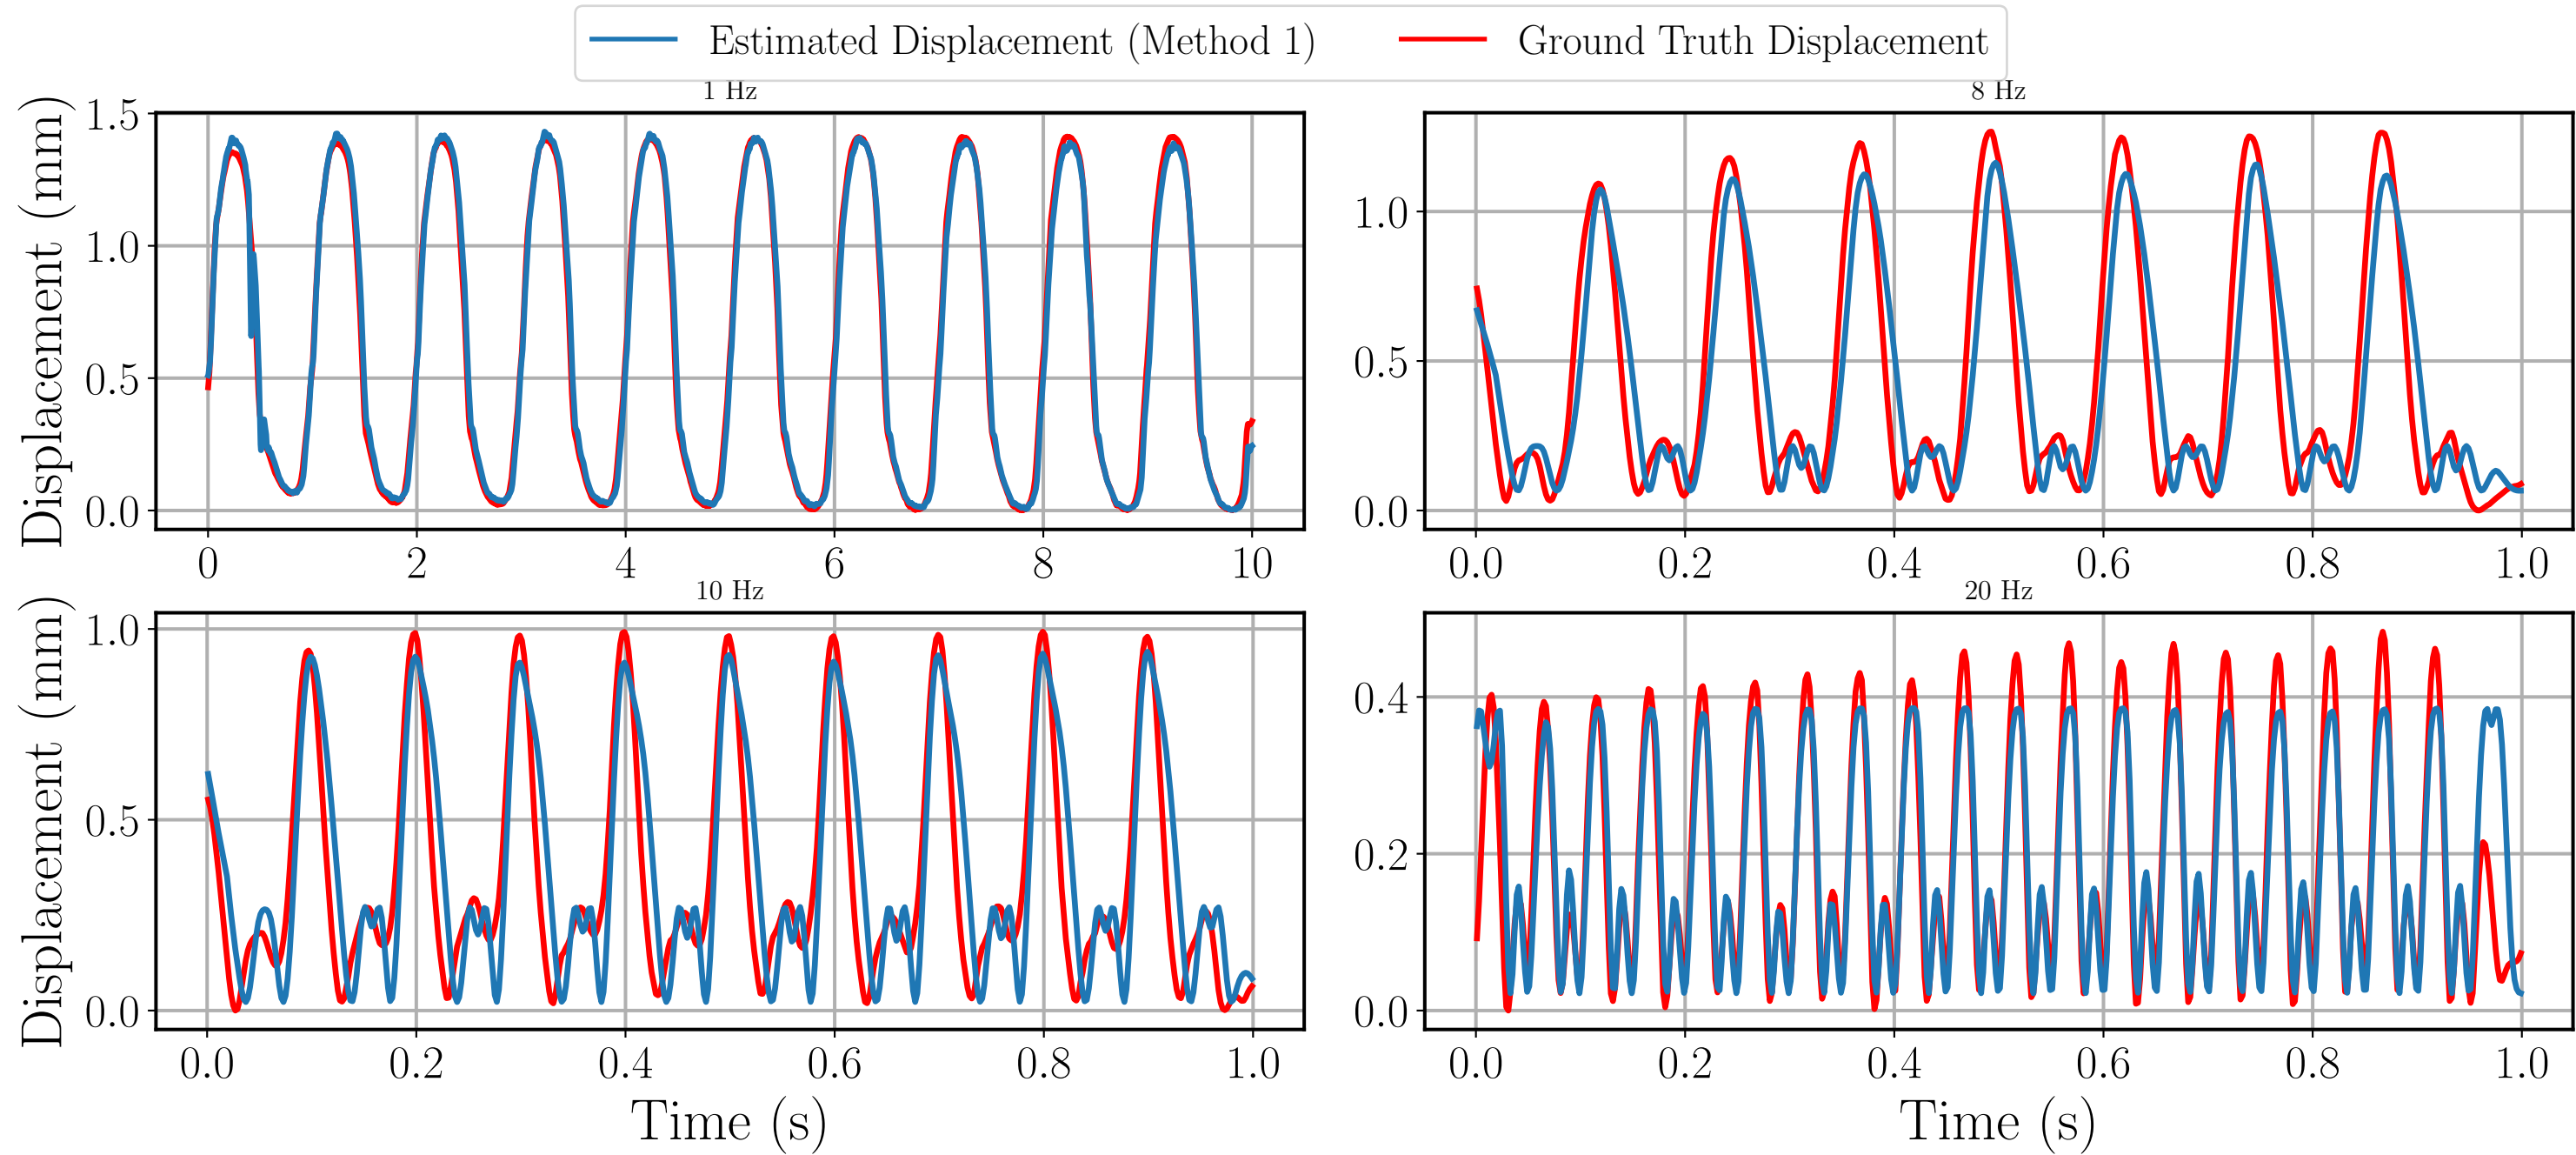 Estimated Displacement (Method 1) Ground Truth Displacement
1 Hz 8 Hz
Displacement (mm)
1.5
1.0
0.5
0.0
0 2 4 6 8 10
1.0
0.5
0.0
0.0 0.2 0.4 0.6 0.8 1.0
10 Hz 20 Hz
Displacement (mm)
1.0
0.5
0.0
0.0 0.2 0.4 0.6 0.8 1.0
Time (s)
0.4
0.2
0.0
0.0 0.2 0.4 0.6 0.8 1.0
Time (s)